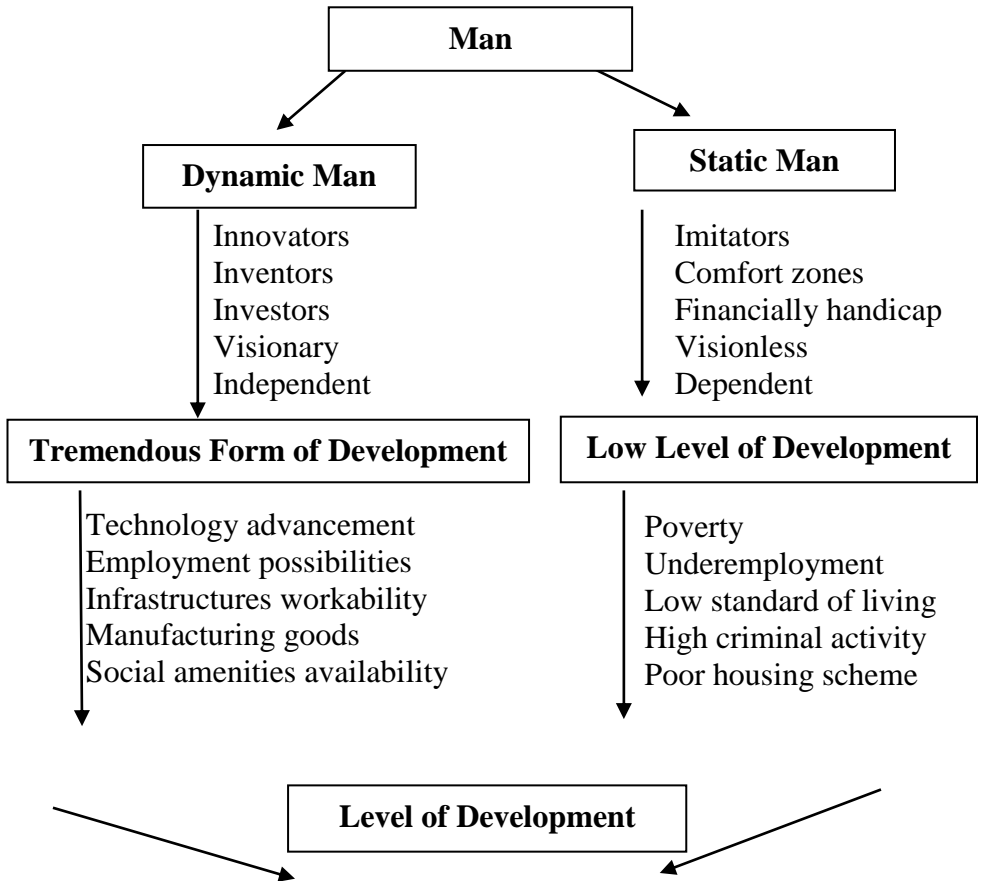 Man
Dynamic Man
Static Man
Innovators
Inventors
Investors
Visionary
Independent
Imitators
Comfort zones
Financially handicap
Visionless
Dependent
Tremendous Form of Development
Low Level of Development
Technology advancement
Employment possibilities
Infrastructures workability
Manufacturing goods
Social amenities availability
Poverty
Underemployment
Low standard of living
High criminal activity
Poor housing scheme
Level of Development